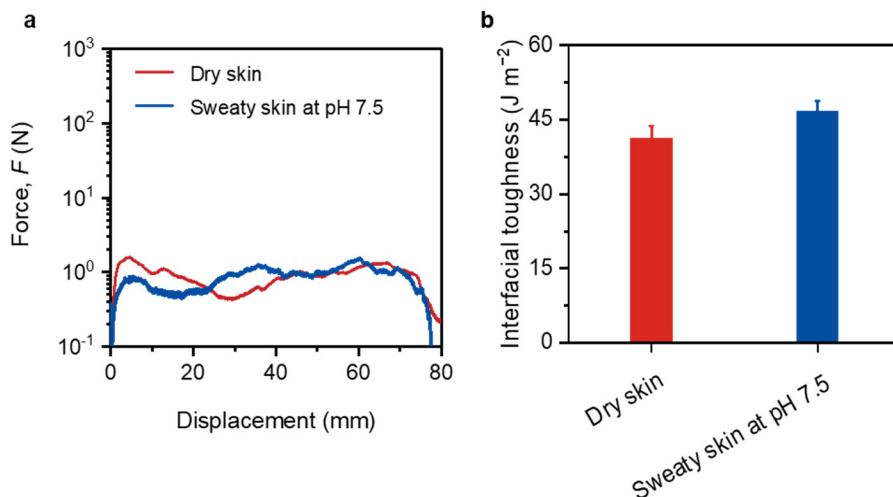 a
Force, F (N)
10³
10²
10¹
10⁰
10⁻¹
Dry skin
Sweaty skin at pH 7.5
0
20
40
60
80
Displacement (mm)
b
Interfacial toughness (J m⁻²)
60
45
30
15
0
Dry skin
Sweaty skin at pH 7.5